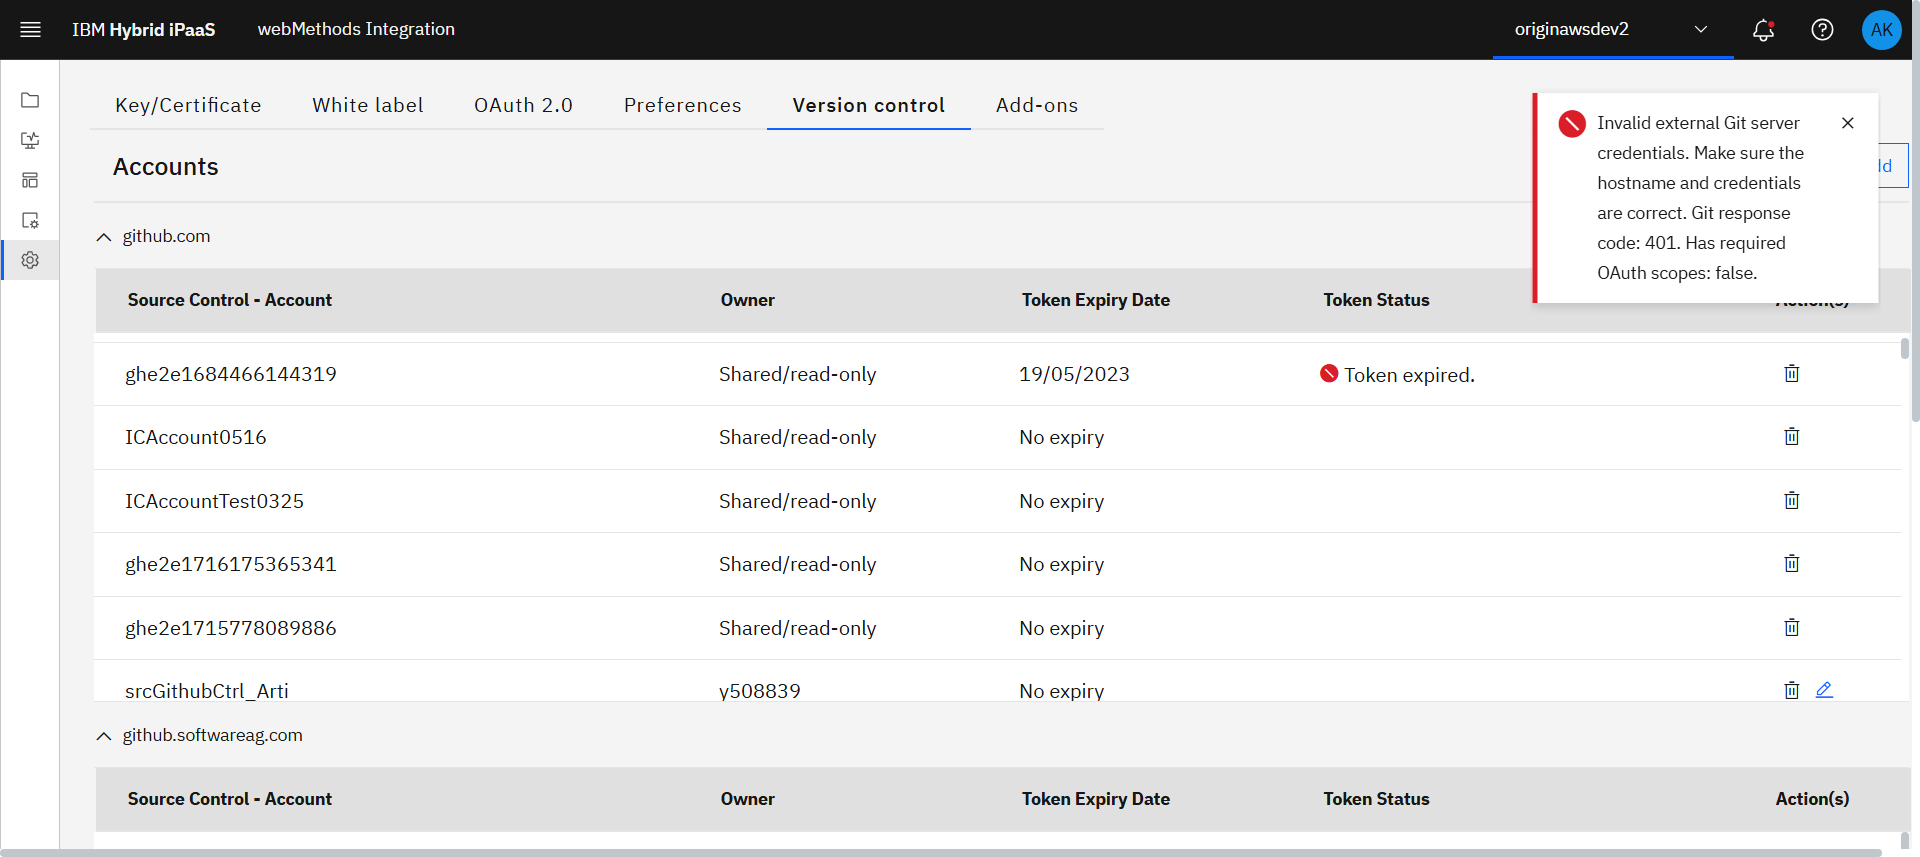 IBM Hybrid iPaaS
webMethods Integration
originawsdev2
AK
Key/Certificate
White label
OAuth 2.0
Preferences
Version control
Add-ons
Invalid external Git server
credentials. Make sure the
hostname and credentials
are correct. Git response
code: 401. Has required
OAuth scopes: false.
Accounts
github.com
Source Control - Account Owner Token Expiry Date Token Status
ghe2e1684466144319 Shared/read-only 19/05/2023 Token expired.
ICAccount0516 Shared/read-only No expiry
ICAccountTest0325 Shared/read-only No expiry
ghe2e1716175365341 Shared/read-only No expiry
ghe2e1715778089886 Shared/read-only No expiry
srcGithubCtrl_Arti y508839 No expiry
github.softwareag.com
Source Control - Account Owner Token Expiry Date Token Status Action(s)